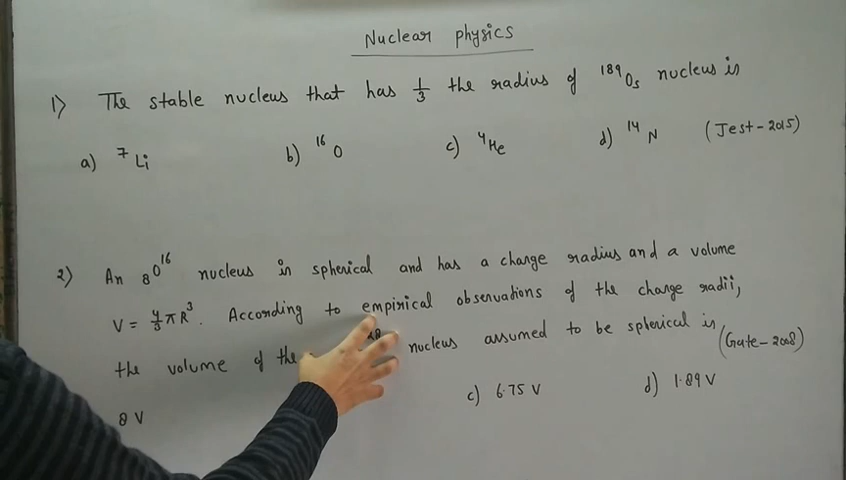 Nuclear physics
1) The stable nucleus that has 1/3 the radius of ¹⁸⁹Os nucleus is
a) ⁷Li b) ¹⁶O c) ⁴He d) ¹⁴N (Jest-2015)
2) An ₈O¹⁶ nucleus is spherical and has a charge radius and a volume
V = 4/3 πR³. According to empirical observations of the charge radii,
the volume of the nucleus assumed to be spherical is (Gate-2008)
8 V c) 6.75 V d) 1.89 V